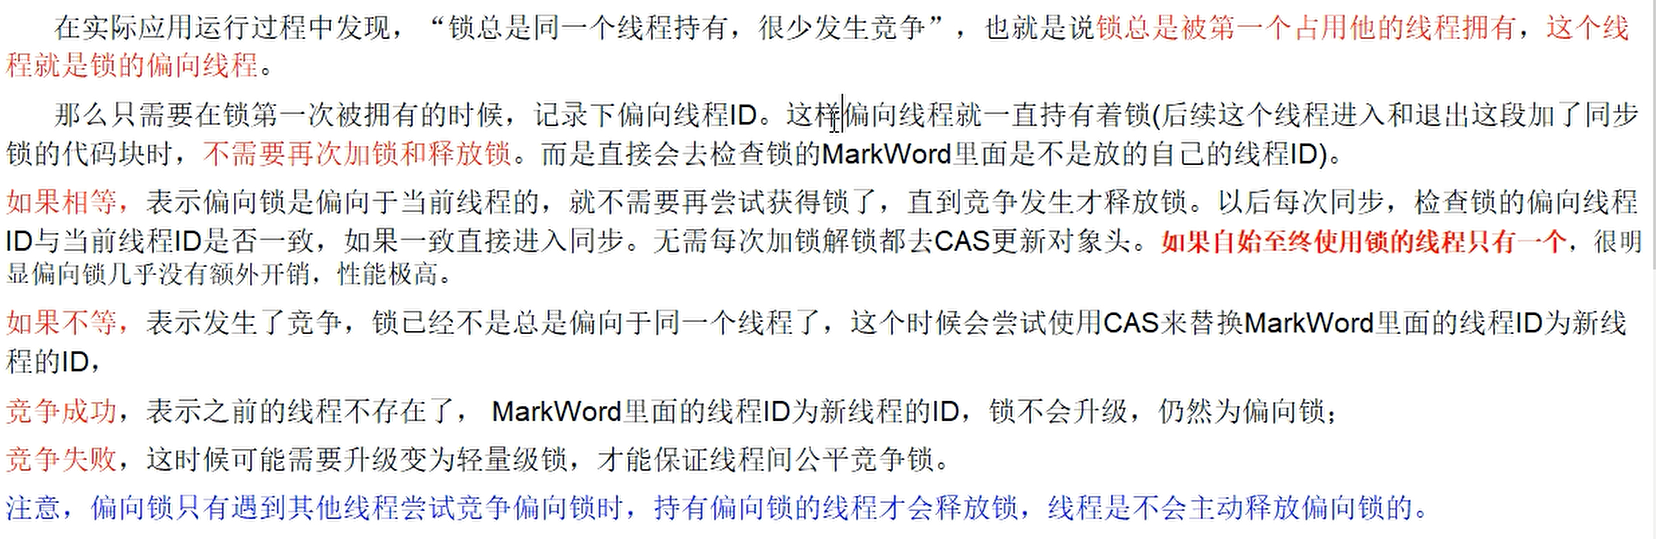 在实际应用运行过程中发现，“锁总是同一个线程持有，很少发生竞争”，也就是说锁总是被第一个占用他的线程拥有，这个线
程就是锁的偏向线程。
那么只需要在锁第一次被拥有的时候，记录下偏向线程ID。这样偏向线程就一直持有着锁(后续这个线程进入和退出这段加了同步
锁的代码块时，不需要再次加锁和释放锁。而是直接会去检查锁的MarkWord里面是不是放的自己的线程ID)。
如果相等，表示偏向锁是偏向于当前线程的，就不需要再尝试获得锁了，直到竞争发生才释放锁。以后每次同步，检查锁的偏向线程
ID与当前线程ID是否一致，如果一致直接进入同步。无需每次加锁解锁都去CAS更新对象头。如果自始至终使用锁的线程只有一个，很明
显偏向锁几乎没有额外开销，性能极高。
如果不等，表示发生了竞争，锁已经不是总是偏向于同一个线程了，这个时候会尝试使用CAS来替换MarkWord里面的线程ID为新线
程的ID，
竞争成功，表示之前的线程不存在了， MarkWord里面的线程ID为新线程的ID，锁不会升级，仍然为偏向锁；
竞争失败，这时候可能需要升级变为轻量级锁，才能保证线程间公平竞争锁。
注意，偏向锁只有遇到其他线程尝试竞争偏向锁时，持有偏向锁的线程才会释放锁，线程是不会主动释放偏向锁的。